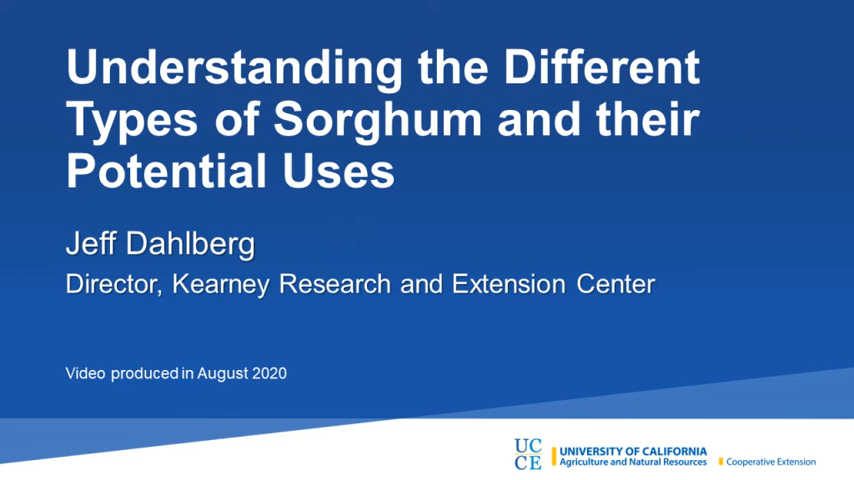 Understanding the Different
Types of Sorghum and their
Potential Uses
Jeff Dahlberg
Director, Kearney Research and Extension Center
Video produced in August 2020
UC
CE
UNIVERSITY OF CALIFORNIA
Agriculture and Natural Resources
Cooperative Extension